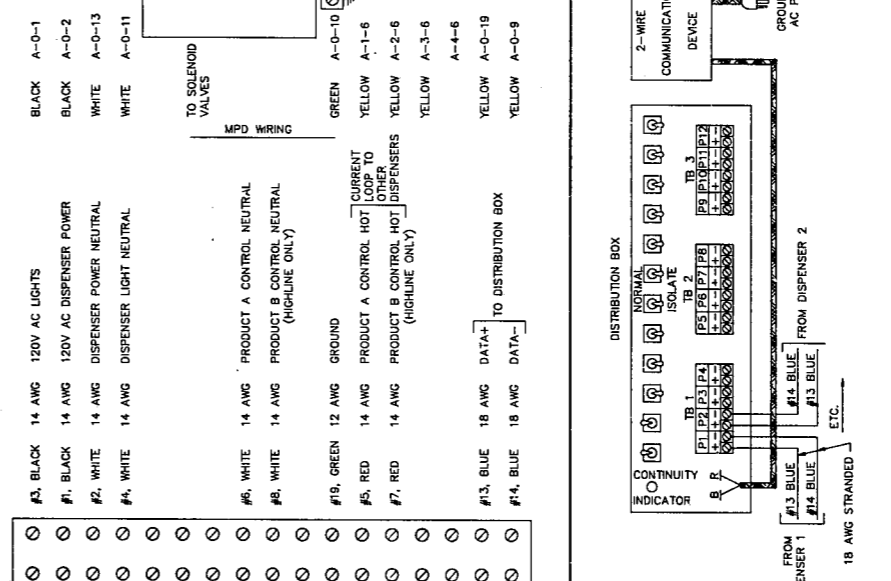 #3, BLACK 14 AWG 120V AC LIGHTS BLACK A-0-1
#1, BLACK 14 AWG 120V AC DISPENSER POWER BLACK A-0-2
#2, WHITE 14 AWG DISPENSER POWER NEUTRAL WHITE A-0-13
#4, WHITE 14 AWG DISPENSER LIGHT NEUTRAL WHITE A-0-11
TO SOLENOID
VALVES
MPD WIRING
#6, WHITE 14 AWG PRODUCT A CONTROL NEUTRAL
#8, WHITE 14 AWG PRODUCT B CONTROL NEUTRAL
(HIGHLINE ONLY)
#19, GREEN 12 AWG GROUND GREEN A-0-10
#5, RED 14 AWG PRODUCT A CONTROL HOT YELLOW A-1-6
#7, RED 14 AWG PRODUCT B CONTROL HOT YELLOW A-2-6
(HIGHLINE ONLY)
CURRENT
LOOP TO
OTHER
DISPENSERS
YELLOW A-3-6
A-4-6
#13, BLUE 18 AWG DATA+ YELLOW A-0-19
#14, BLUE 18 AWG DATA- YELLOW A-0-9
TO DISTRIBUTION BOX
DISTRIBUTION BOX
NORMAL
ISOLATE
CONTINUITY
INDICATOR
B R
TB 1
P1 P2 P3 P4
+ - + - + - + -
TB 2
P5 P6 P7 P8
+ - + - + - + -
TB 3
P9 P10 P11 P12
+ - + - + - + -
2-WIRE
DEVICE
AC
FROM
1
#13 BLUE
#14 BLUE
#14 BLUE
#13 BLUE
FROM DISPENSER 2
ETC.
18 AWG STRANDED